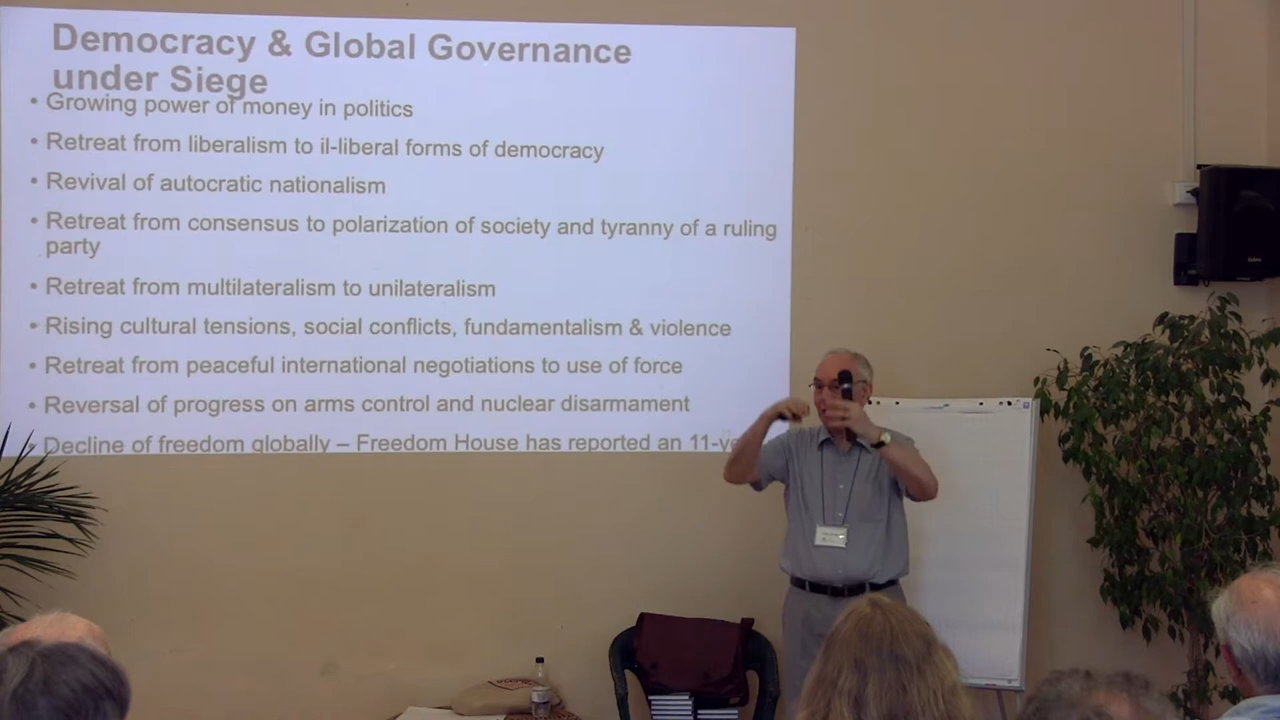 Democracy & Global Governance
under Siege
• Growing power of money in politics
• Retreat from liberalism to il-liberal forms of democracy
• Revival of autocratic nationalism
• Retreat from consensus to polarization of society and tyranny of a ruling
party
• Retreat from multilateralism to unilateralism
• Rising cultural tensions, social conflicts, fundamentalism & violence
• Retreat from peaceful international negotiations to use of force
• Reversal of progress on arms control and nuclear disarmament
• Decline of freedom globally – Freedom House has reported an